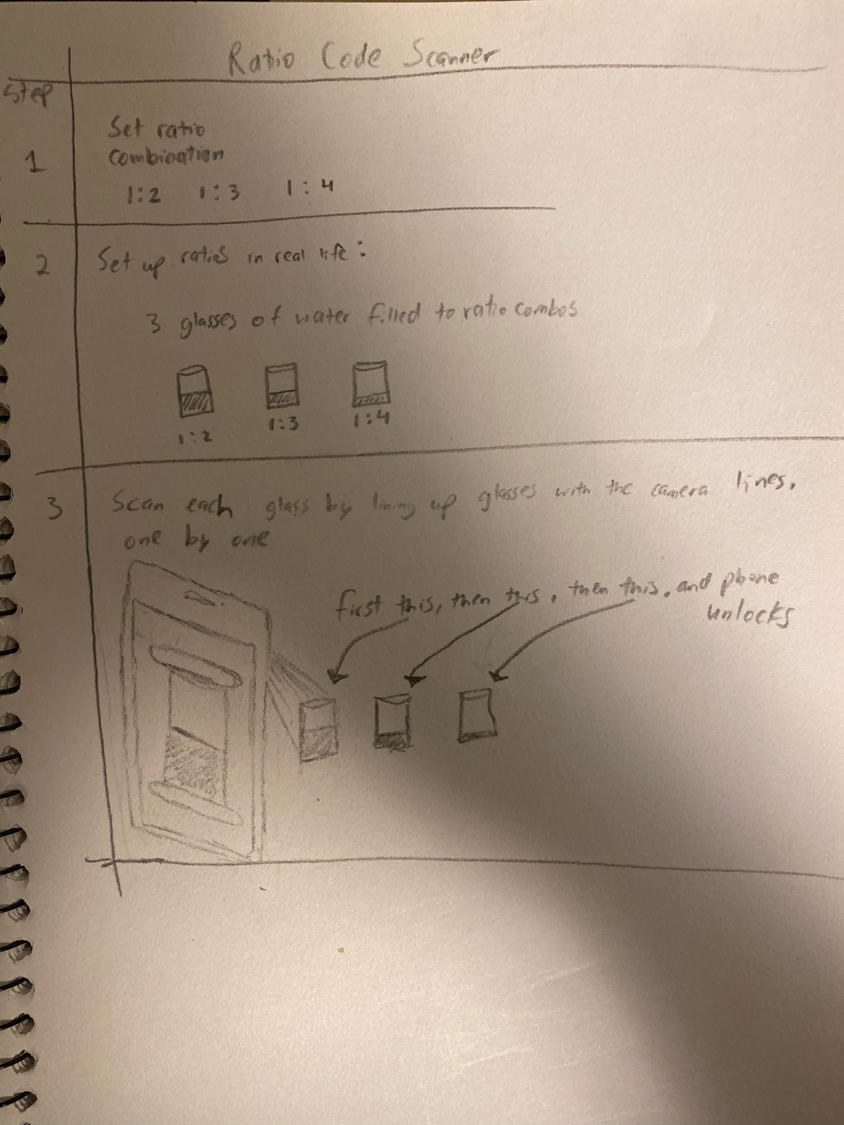 Ratio Code Scanner
Step
1
Set ratio
combination
1:2 1:3 1:4
2
Set up ratios in real life:
3 glasses of water filled to ratio combos
1:2 1:3 1:4
3
Scan each glass by lining up glasses with the camera lines,
one by one
first this, then this, then this, and phone
unlocks